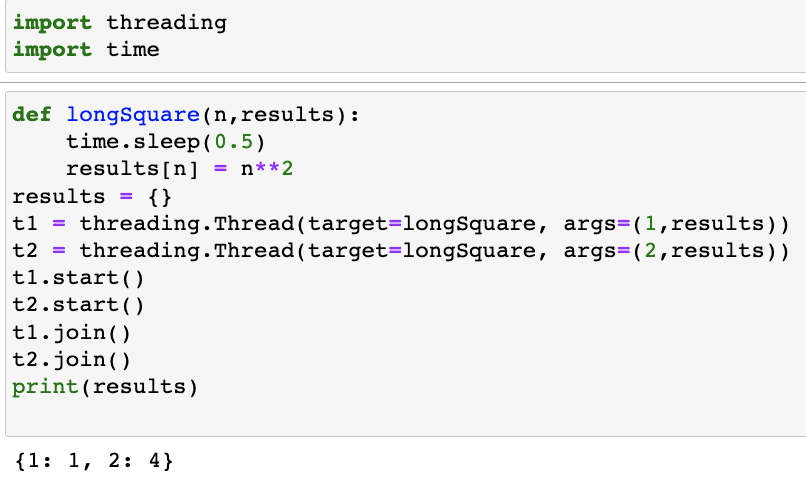 import threading
import time
def longSquare(n,results):
    time.sleep(0.5)
    results[n] = n**2
results = {}
t1 = threading.Thread(target=longSquare, args=(1,results))
t2 = threading.Thread(target=longSquare, args=(2,results))
t1.start()
t2.start()
t1.join()
t2.join()
print(results)
{1: 1, 2: 4}